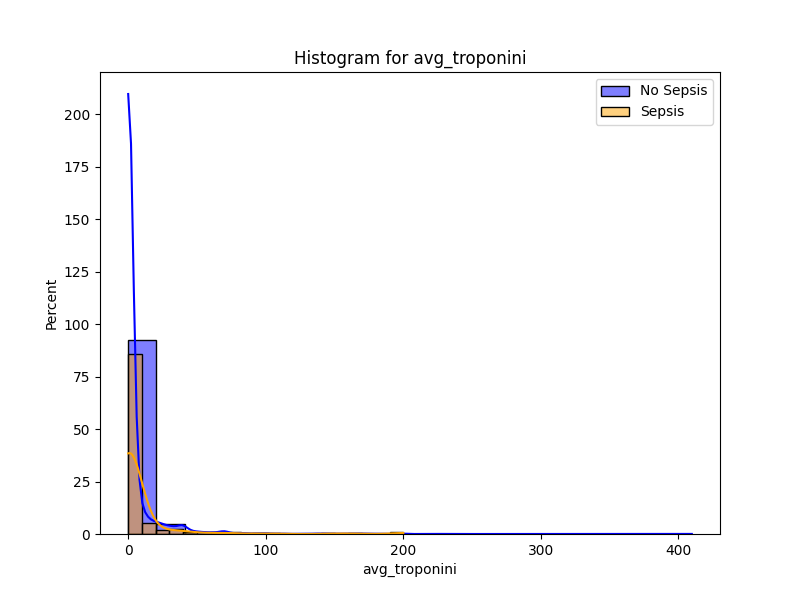 Histogram for avg_troponini
No Sepsis
Sepsis
200
175
150
125
100
75
50
25
0
Percent
0 100 200 300 400
avg_troponini